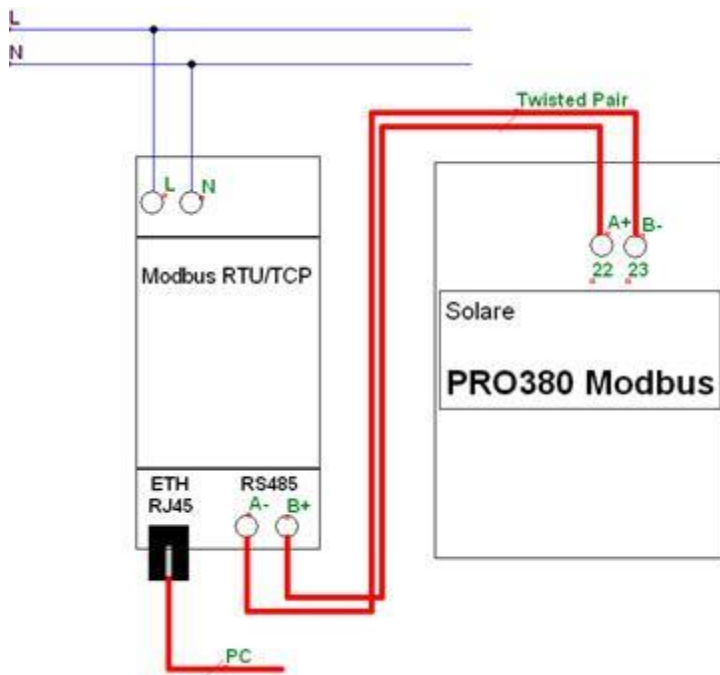 L
N
Twisted Pair
L N
A+ B-
22 23
Modbus RTU/TCP
Solare
PRO380 Modbus
ETH RS485
RJ45 A- B+
PC